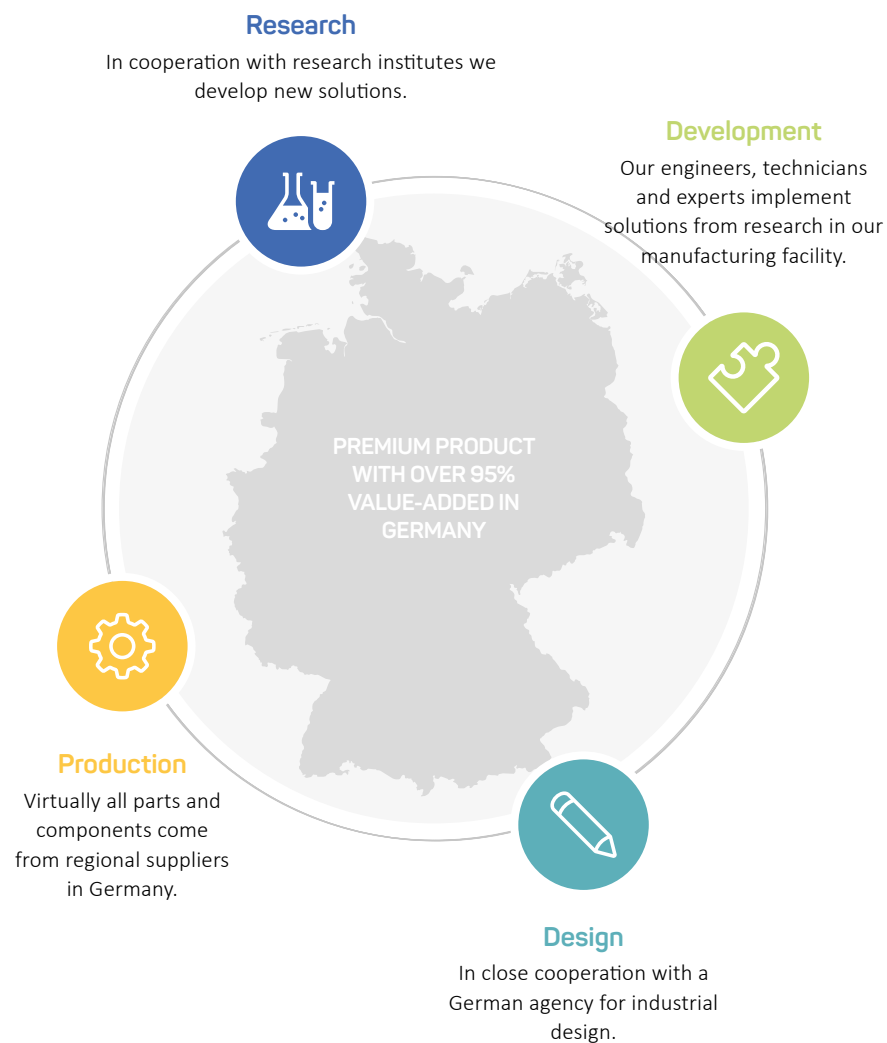 Research
In cooperation with research institutes we
develop new solutions.
Development
Our engineers, technicians
and experts implement
solutions from research in our
manufacturing facility.
PREMIUM PRODUCT
WITH OVER 95%
VALUE-ADDED IN
GERMANY
Production
Virtually all parts and
components come
from regional suppliers
in Germany.
Design
In close cooperation with a
German agency for industrial
design.